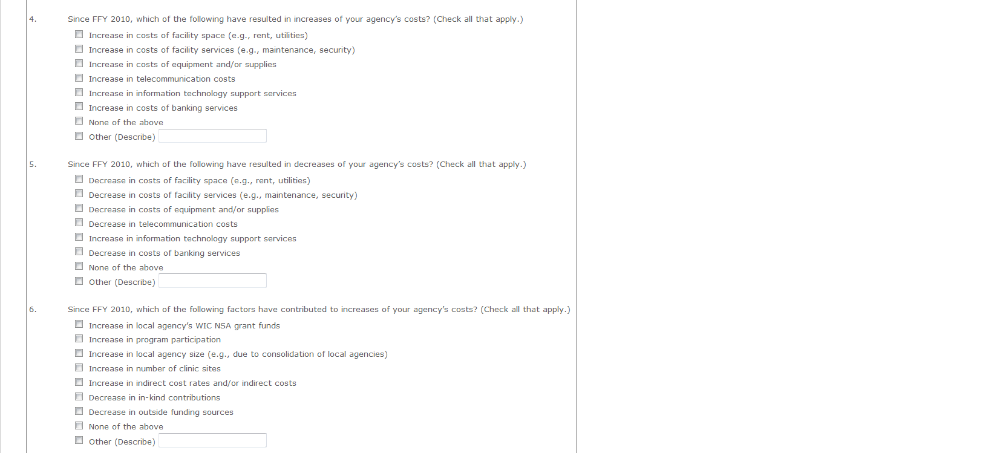 4. Since FFY 2010, which of the following have resulted in increases of your agency’s costs? (Check all that apply.)
Increase in costs of facility space (e.g., rent, utilities)
Increase in costs of facility services (e.g., maintenance, security)
Increase in costs of equipment and/or supplies
Increase in telecommunication costs
Increase in information technology support services
Increase in costs of banking services
None of the above
Other (Describe)
5. Since FFY 2010, which of the following have resulted in decreases of your agency’s costs? (Check all that apply.)
Decrease in costs of facility space (e.g., rent, utilities)
Decrease in costs of facility services (e.g., maintenance, security)
Decrease in costs of equipment and/or supplies
Decrease in telecommunication costs
Increase in information technology support services
Decrease in costs of banking services
None of the above
Other (Describe)
6. Since FFY 2010, which of the following factors have contributed to increases of your agency’s costs? (Check all that apply.)
Increase in local agency’s WIC NSA grant funds
Increase in program participation
Increase in local agency size (e.g., due to consolidation of local agencies)
Increase in number of clinic sites
Increase in indirect cost rates and/or indirect costs
Decrease in in-kind contributions
Decrease in outside funding sources
None of the above
Other (Describe)